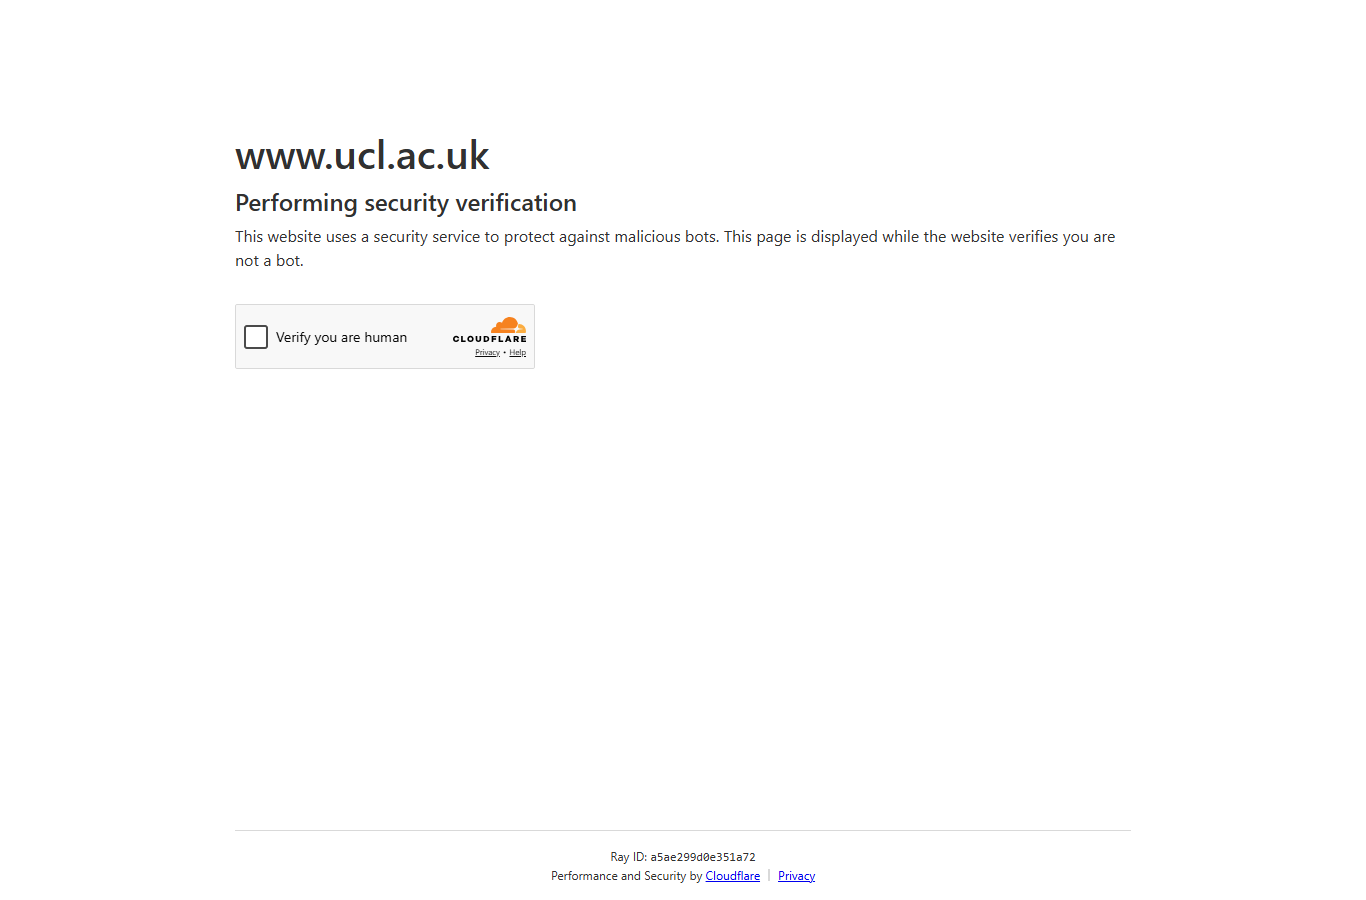 www.ucl.ac.uk
Performing security verification
This website uses a security service to protect against malicious bots. This page is displayed while the website verifies you are
not a bot.
Verify you are human
CLOUDFLARE
Privacy • Help
Ray ID: a5ae299d0e351a72
Performance and Security by Cloudflare | Privacy